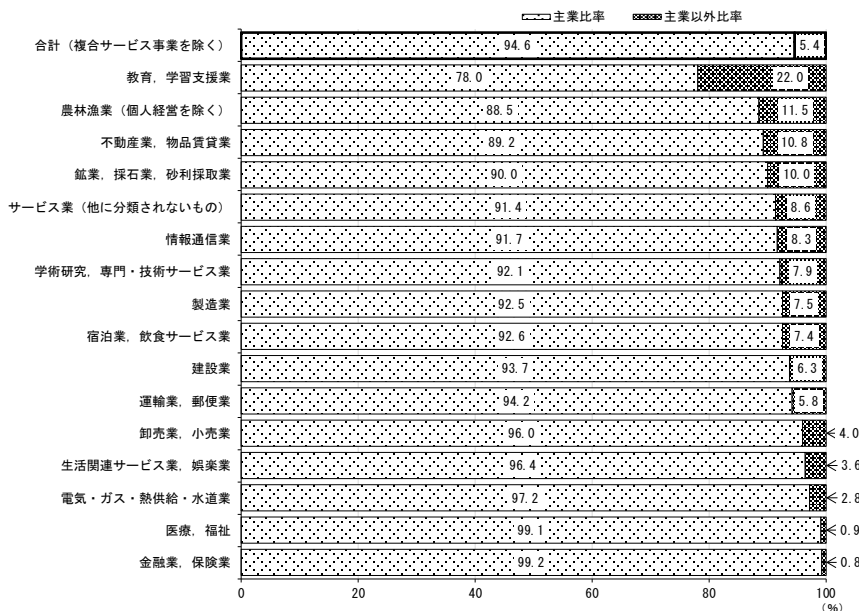 主業比率 主業以外比率
合計（複合サービス事業を除く） 94.6 5.4
教育，学習支援業 78.0 22.0
農林漁業（個人経営を除く） 88.5 11.5
不動産業，物品賃貸業 89.2 10.8
鉱業，採石業，砂利採取業 90.0 10.0
サービス業（他に分類されないもの） 91.4 8.6
情報通信業 91.7 8.3
学術研究，専門・技術サービス業 92.1 7.9
製造業 92.5 7.5
宿泊業，飲食サービス業 92.6 7.4
建設業 93.7 6.3
運輸業，郵便業 94.2 5.8
卸売業，小売業 96.0 4.0
生活関連サービス業，娯楽業 96.4 3.6
電気・ガス・熱供給・水道業 97.2 2.8
医療，福祉 99.1 0.9
金融業，保険業 99.2 0.8
0 20 40 60 80 100
(%)